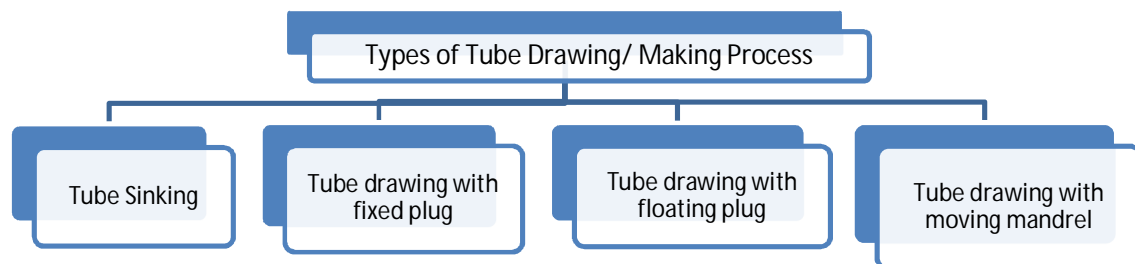 Types of Tube Drawing/ Making Process
Tube Sinking
Tube drawing with
fixed plug
Tube drawing with
floating plug
Tube drawing with
moving mandrel